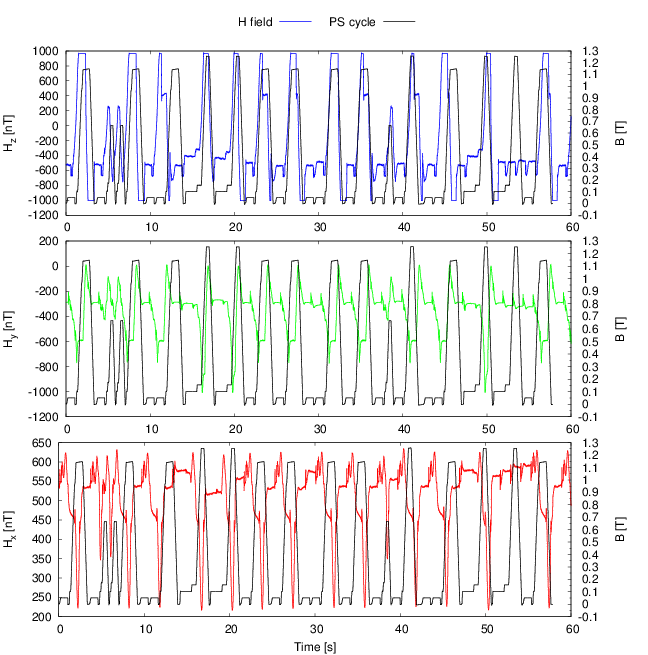 H field PS cycle
1000 800 600 400 200 0 -200 -400 -600 -800 -1000 -1200
H_z [nT]
1.3 1.2 1.1 1 0.9 0.8 0.7 0.6 0.5 0.4 0.3 0.2 0.1 0 -0.1
B [T]
0 10 20 30 40 50 60
200 0 -200 -400 -600 -800 -1000 -1200
H_y [nT]
1.3 1.2 1.1 1 0.9 0.8 0.7 0.6 0.5 0.4 0.3 0.2 0.1 0 -0.1
B [T]
0 10 20 30 40 50 60
650 600 550 500 450 400 350 300 250 200
H_x [nT]
1.3 1.2 1.1 1 0.9 0.8 0.7 0.6 0.5 0.4 0.3 0.2 0.1 0 -0.1
B [T]
0 10 20 30 40 50 60
Time [s]